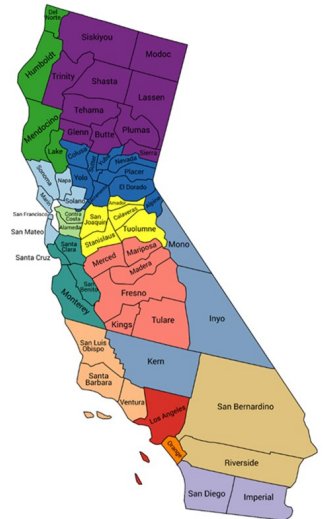 Del
Norte
Siskiyou
Modoc
Humboldt
Trinity
Shasta
Lassen
Tehama
Mendocino
Glenn
Butte
Plumas
Lake
Colusa
Yuba
Nevada
Sierra
Placer
Sonoma
Napa
Yolo
El Dorado
Marin
Solano
Amador
Alpine
San Francisco
Contra
Costa
San
Joaquin
Calaveras
Tuolumne
San Mateo
Alameda
Stanislaus
Mono
Santa Cruz
Santa
Clara
Merced
Mariposa
Madera
San
Benito
Monterey
Fresno
Inyo
Kings
Tulare
San Luis
Obispo
Kern
Santa
Barbara
Ventura
Los Angeles
San Bernardino
Orange
Riverside
San Diego
Imperial